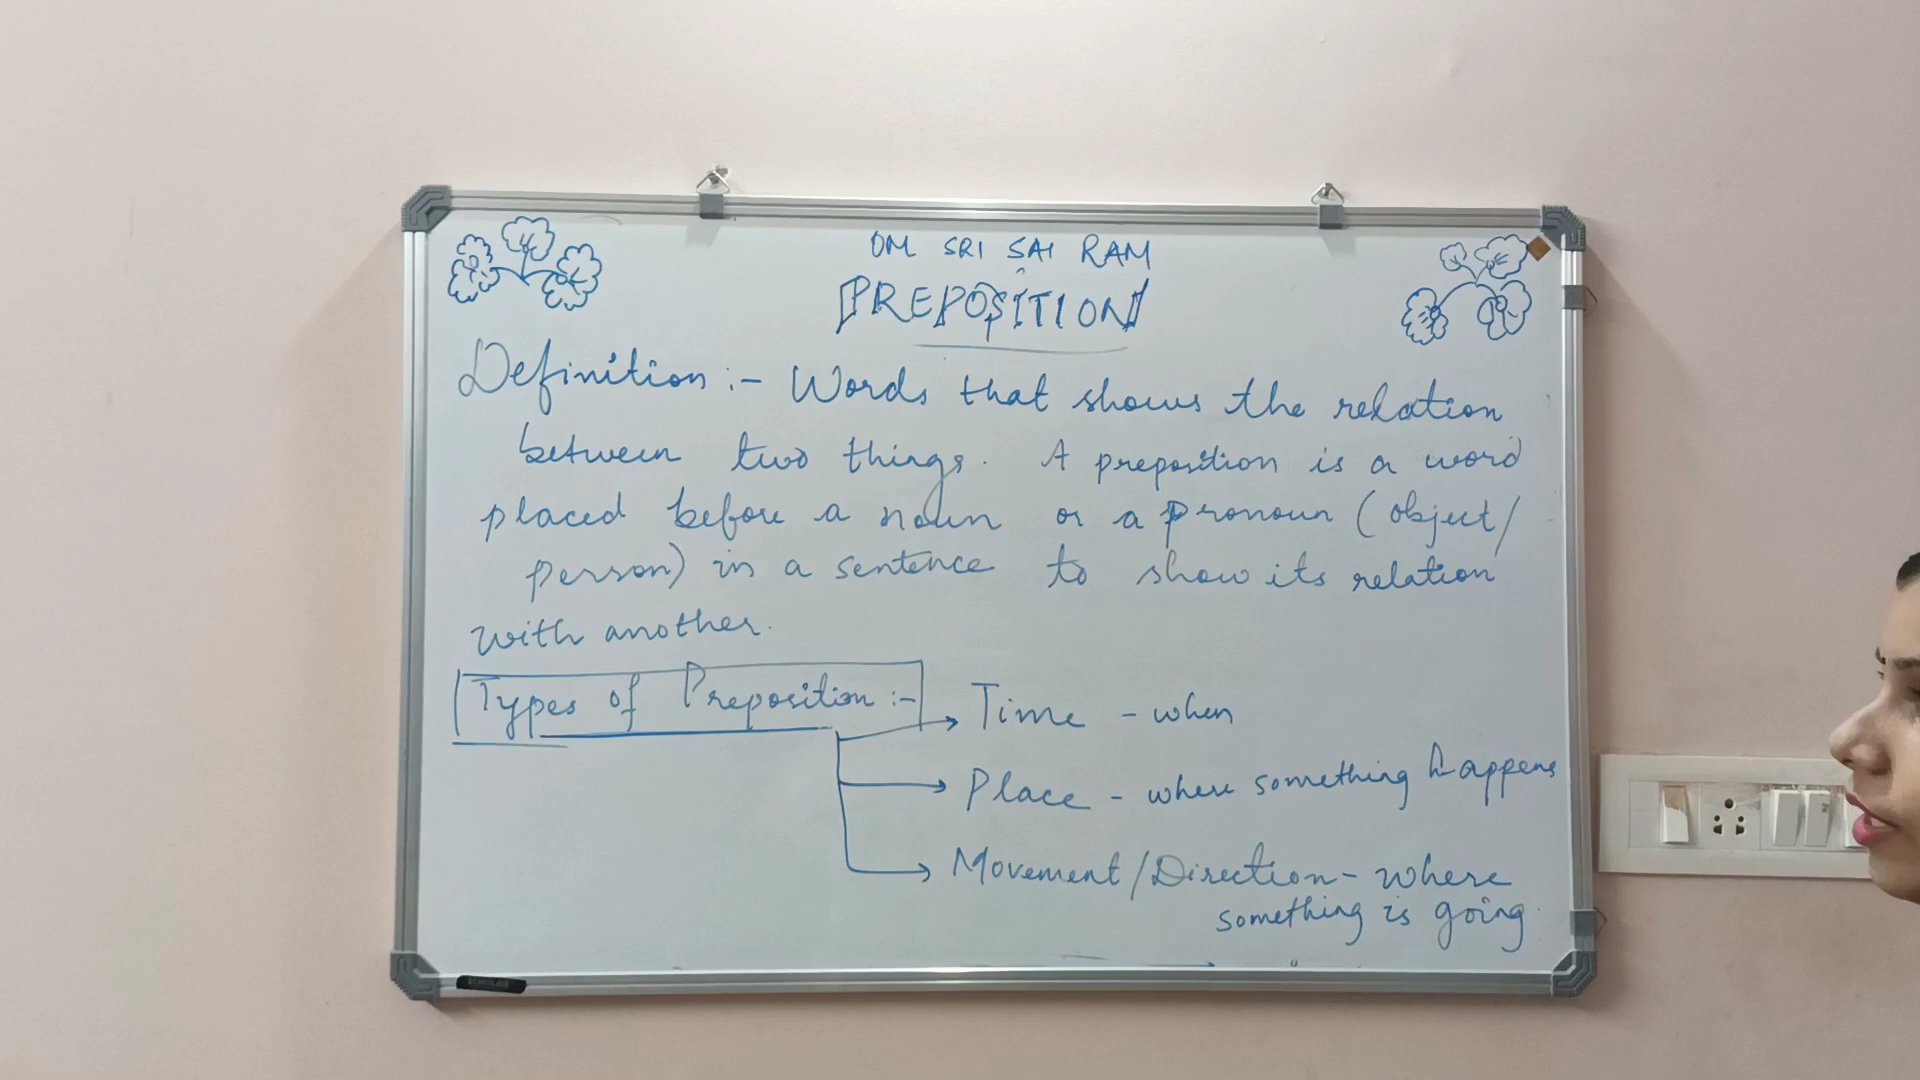 OM SRI SAI RAM
[PREPOSITION]
Definition :- Words that shows the relation
between two things. A preposition is a word
placed before a noun or a pronoun (object/
person) in a sentence to show its relation
with another.
Types of Preposition :-
Time - when
Place - where something happens
Movement/Direction - where
something is going.